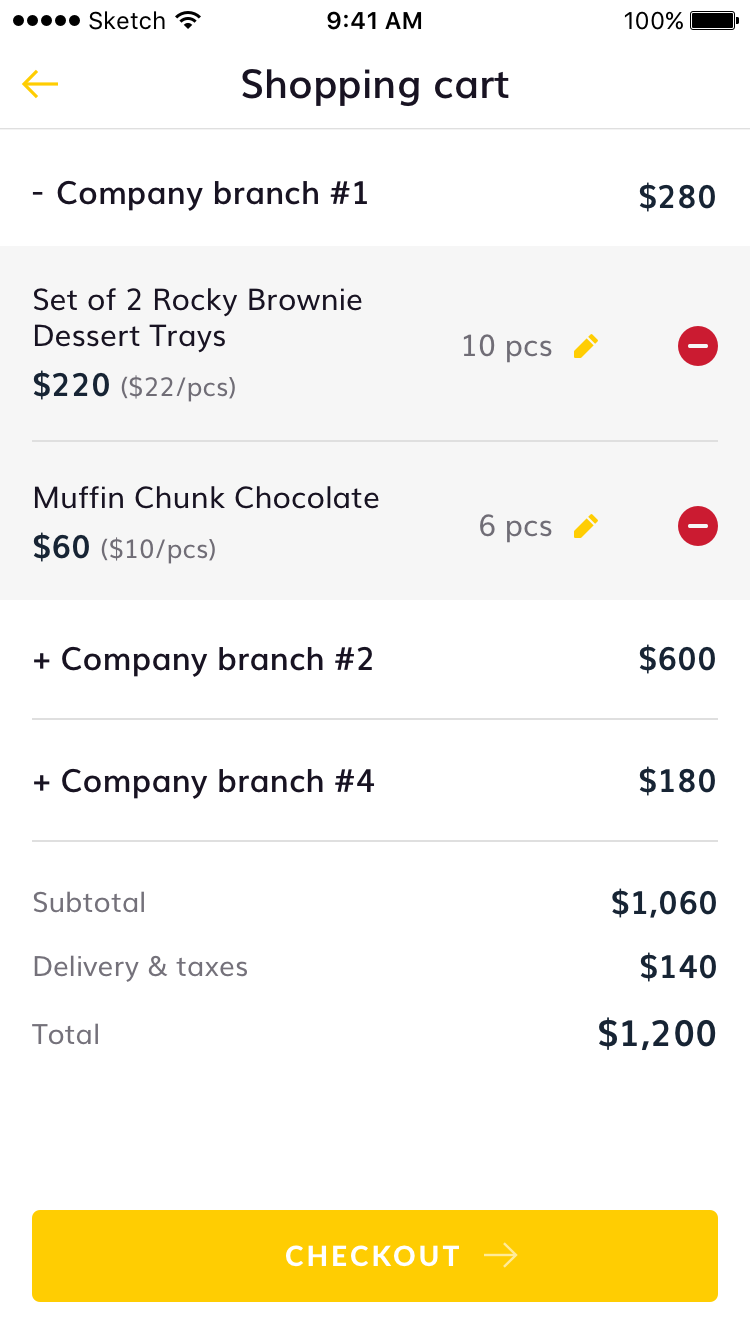 ●●●●● Sketch 9:41 AM 100%
Shopping cart
- Company branch #1 $280
Set of 2 Rocky Brownie
Dessert Trays
10 pcs
$220 ($22/pcs)
Muffin Chunk Chocolate
6 pcs
$60 ($10/pcs)
+ Company branch #2 $600
+ Company branch #4 $180
Subtotal $1,060
Delivery & taxes $140
Total $1,200
CHECKOUT